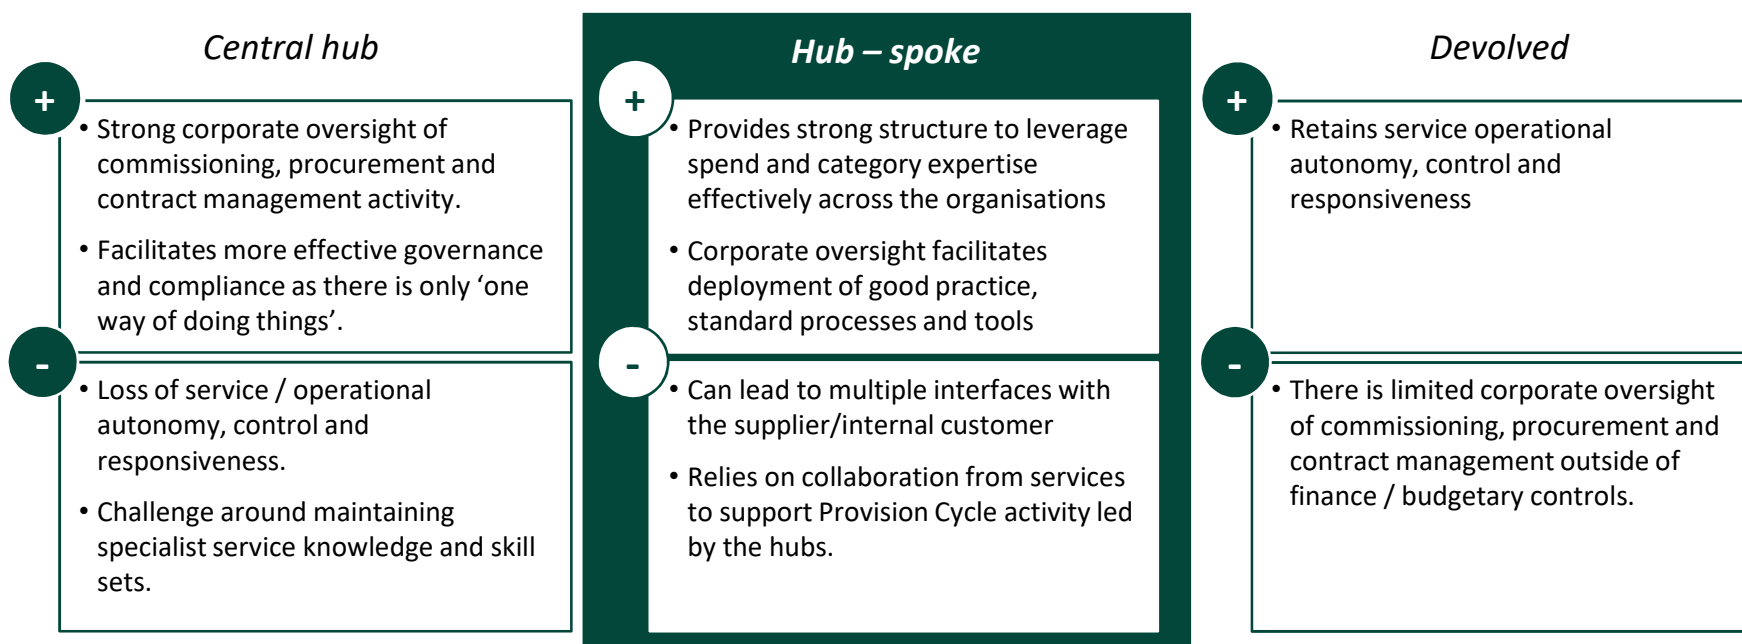 Central hub
+
• Strong corporate oversight of
commissioning, procurement and
contract management activity.
• Facilitates more effective governance
and compliance as there is only ‘one
way of doing things’.
-
• Loss of service / operational
autonomy, control and
responsiveness.
• Challenge around maintaining
specialist service knowledge and skill
sets.
Hub – spoke
+
• Provides strong structure to leverage
spend and category expertise
effectively across the organisations
• Corporate oversight facilitates
deployment of good practice,
standard processes and tools
-
• Can lead to multiple interfaces with
the supplier/internal customer
• Relies on collaboration from services
to support Provision Cycle activity led
by the hubs.
Devolved
+
• Retains service operational
autonomy, control and
responsiveness
-
• There is limited corporate oversight
of commissioning, procurement and
contract management outside of
finance / budgetary controls.